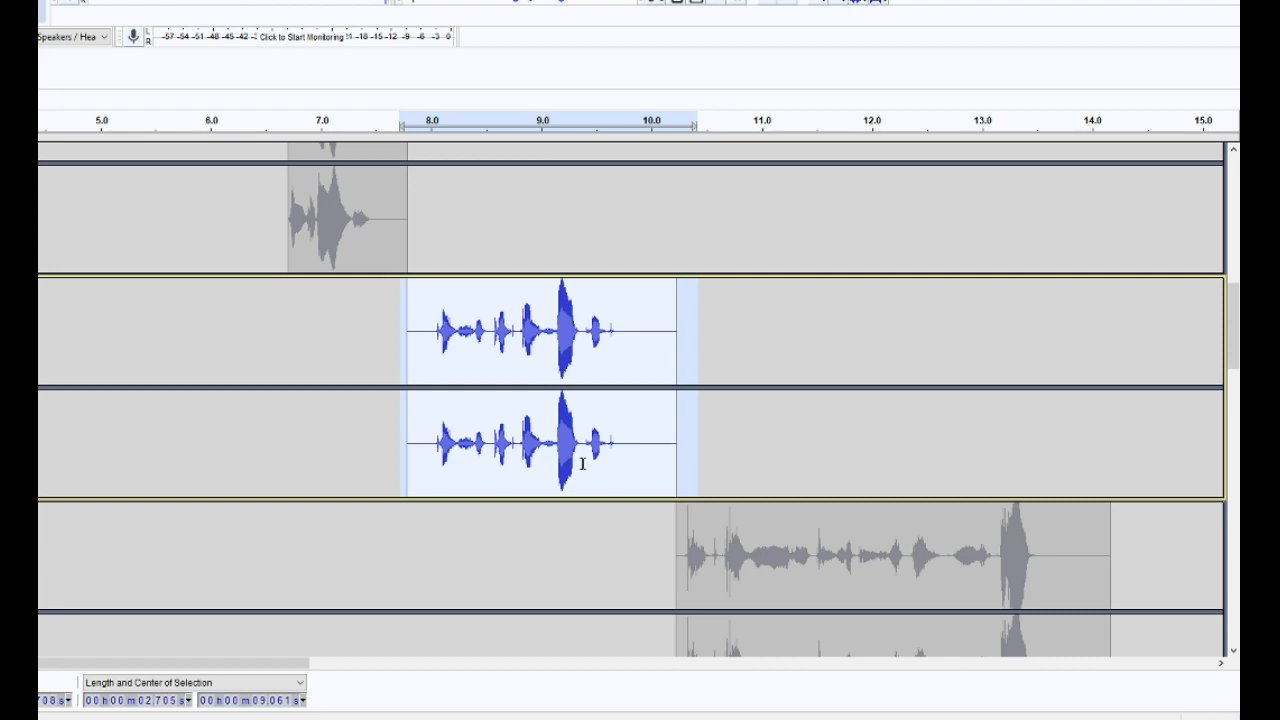 Speakers / Hea
L
R
-57 -54 -51 -48 -45 -42 Click to Start Monitoring -18 -15 -12 -9 -6 -3 0
5.0 6.0 7.0 8.0 9.0 10.0 11.0 12.0 13.0 14.0 15.0
Length and Center of Selection
708 s 00 h 00 m 02,705 s 00 h 00 m 09,061 s